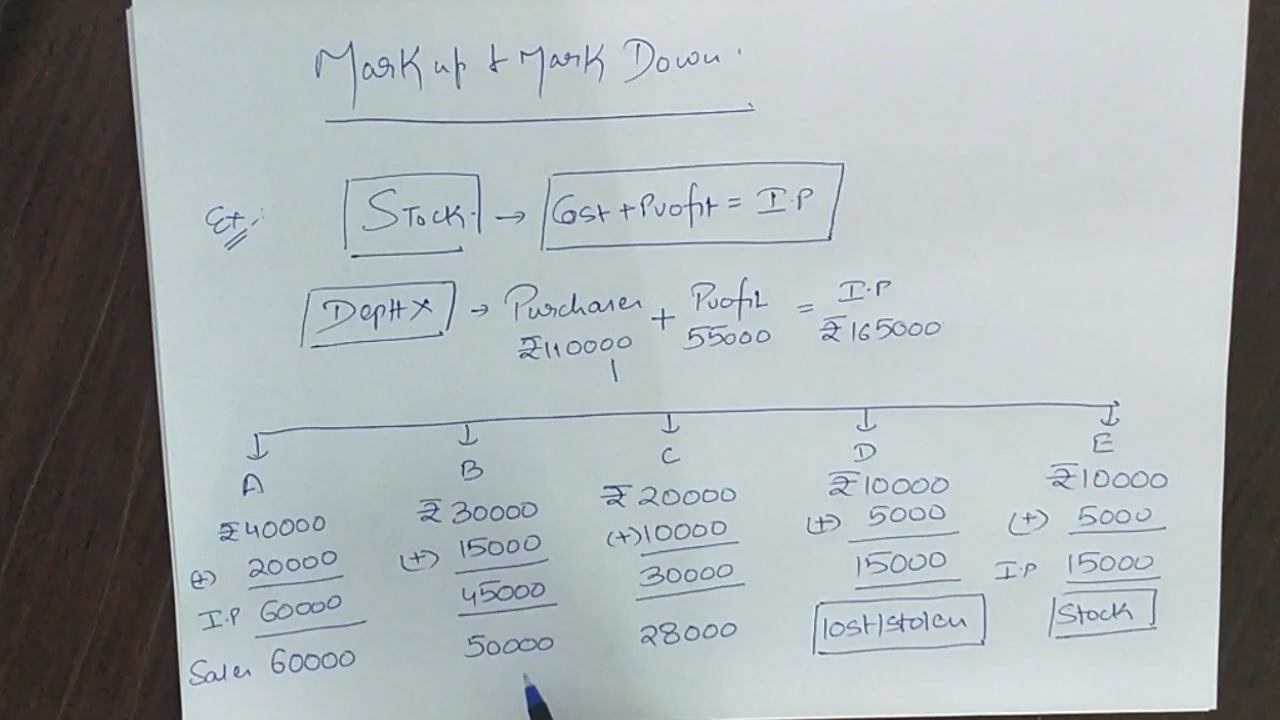 Mark up & Mark Down.
Ex:- Stock. → Cost + Profit = I.P
Deptt X → Purchases + Profit = I.P
₹110000 55000 ₹165000
A B C D E
₹40000 ₹30000 ₹20000 ₹10000 ₹10000
(+) 20000 (+) 15000 (+) 10000 (+) 5000 (+) 5000
I.P 60000 45000 30000 15000 I.P 15000
Sales 60000 50000 28000 lost/stolen Stock